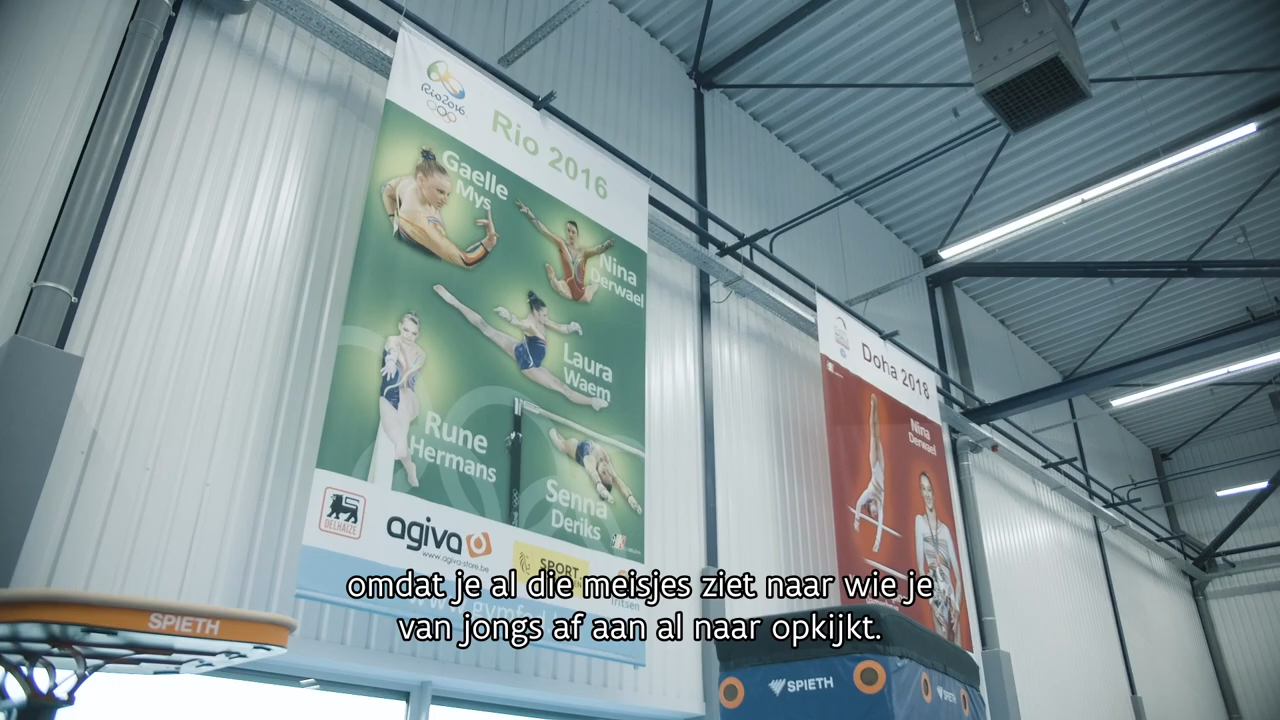 Rio2016
Rio 2016
Gaelle
Mys
Nina
Derwael
Laura
Waem
Rune
Hermans
Senna
Deriks
DELHAIZE
agiva
www.agiva-store.be
SPORT
Doha 2018
Nina
Derwael
omdat je al die meisjes ziet naar wie je
van jongs af aan al naar opkijkt.
SPIETH
SPIETH
SPIETH